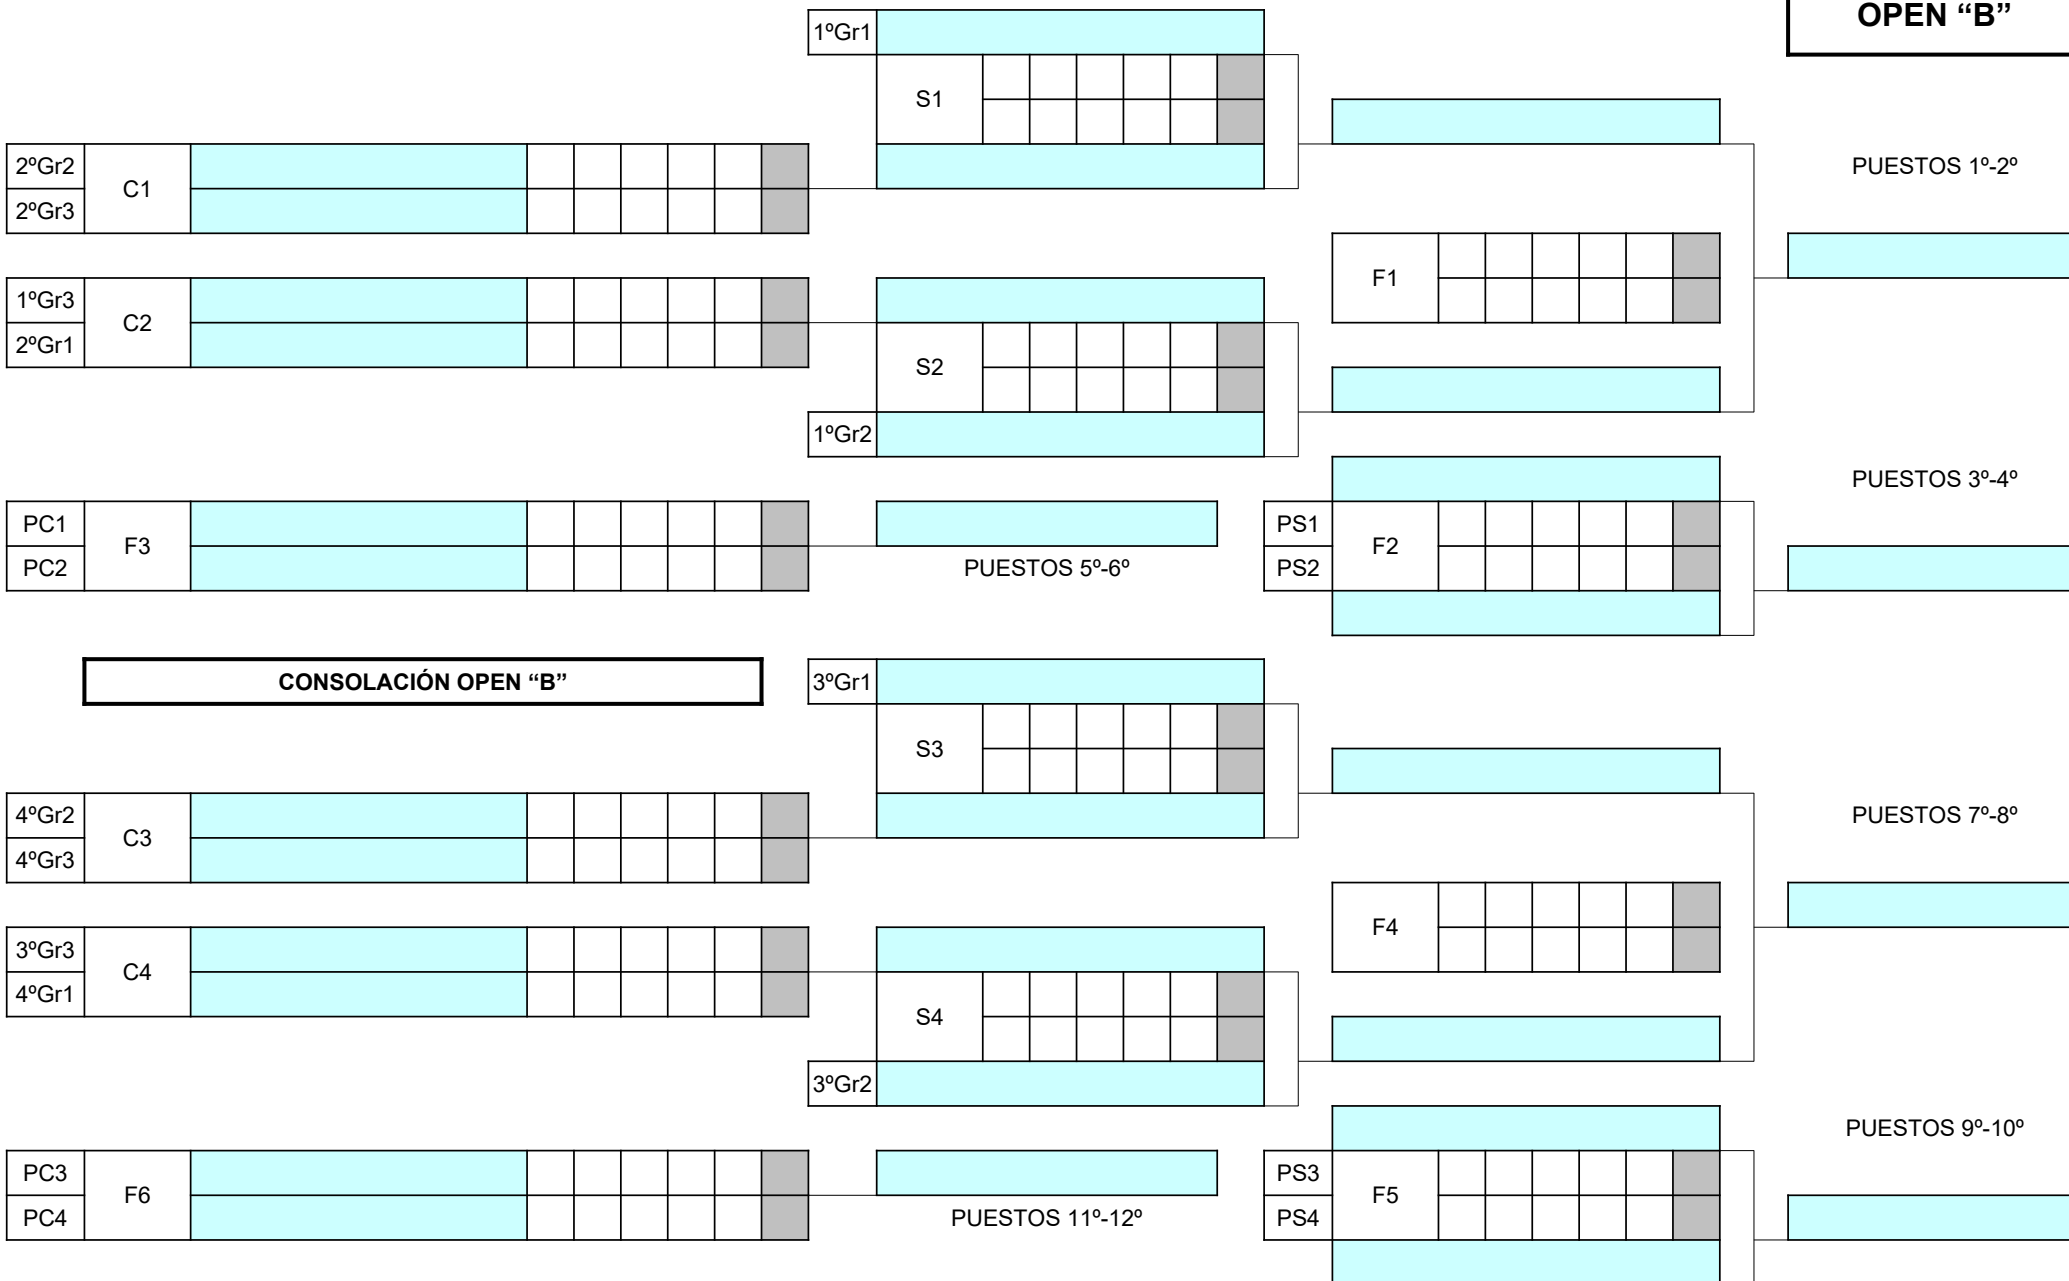 OPEN “B”
1ºGr1
S1
2ºGr2
C1
2ºGr3
PUESTOS 1º-2º
1ºGr3
C2
2ºGr1
F1
S2
1ºGr2
PUESTOS 3º-4º
PC1
F3
PC2
PUESTOS 5º-6º
PS1
F2
PS2
CONSOLACIÓN OPEN “B”
3ºGr1
S3
4ºGr2
C3
4ºGr3
PUESTOS 7º-8º
3ºGr3
C4
4ºGr1
F4
S4
3ºGr2
PUESTOS 9º-10º
PC3
F6
PC4
PUESTOS 11º-12º
PS3
F5
PS4